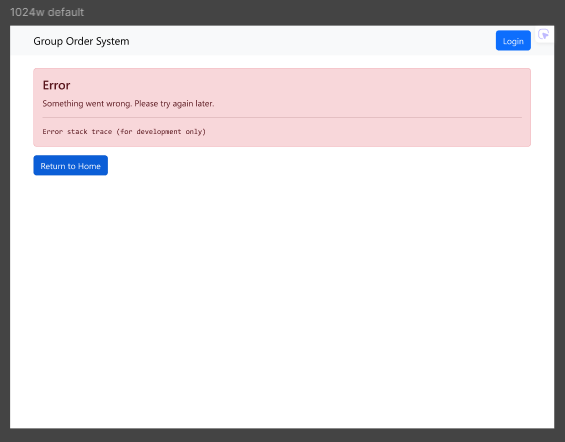 1024w default
Group Order System
Login
Error
Something went wrong. Please try again later.
Error stack trace (for development only)
Return to Home